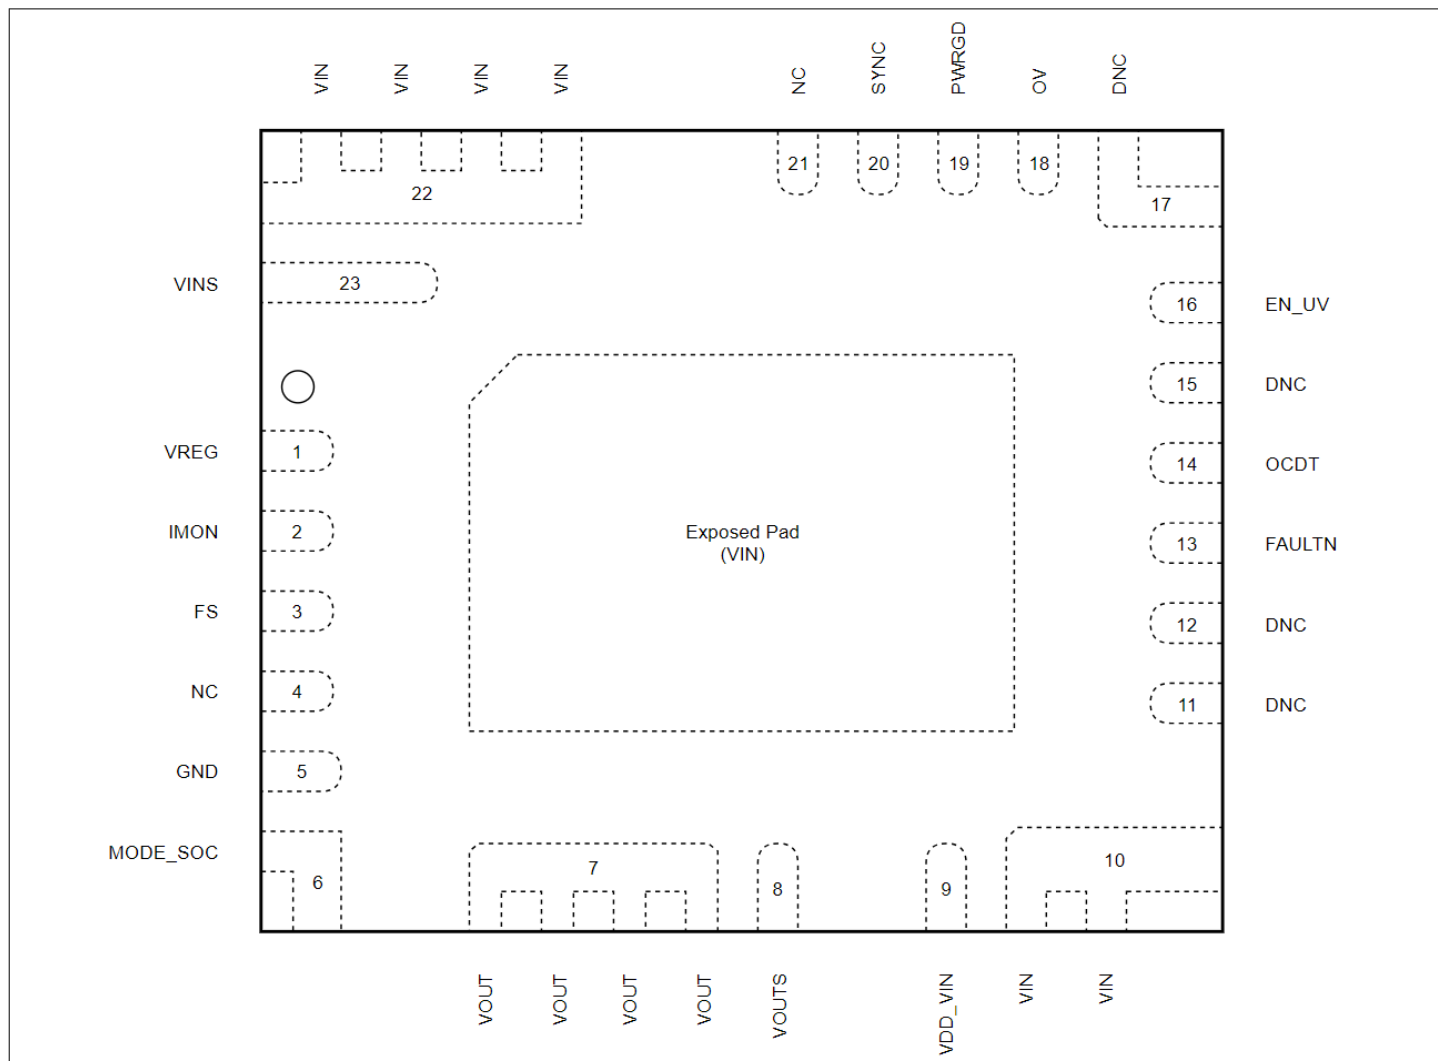 VIN
VIN
VIN
VIN
NC
SYNC
PWRGD
OV
DNC
21
20
19
18
22
17
VINS
23
16
EN_UV
15
DNC
VREG
1
14
OCDT
IMON
2
Exposed Pad
(VIN)
13
FAULTN
FS
3
12
DNC
NC
4
11
DNC
GND
5
MODE_SOC
6
7
8
9
10
VOUT
VOUT
VOUT
VOUT
VOUTS
VDD_VIN
VIN
VIN